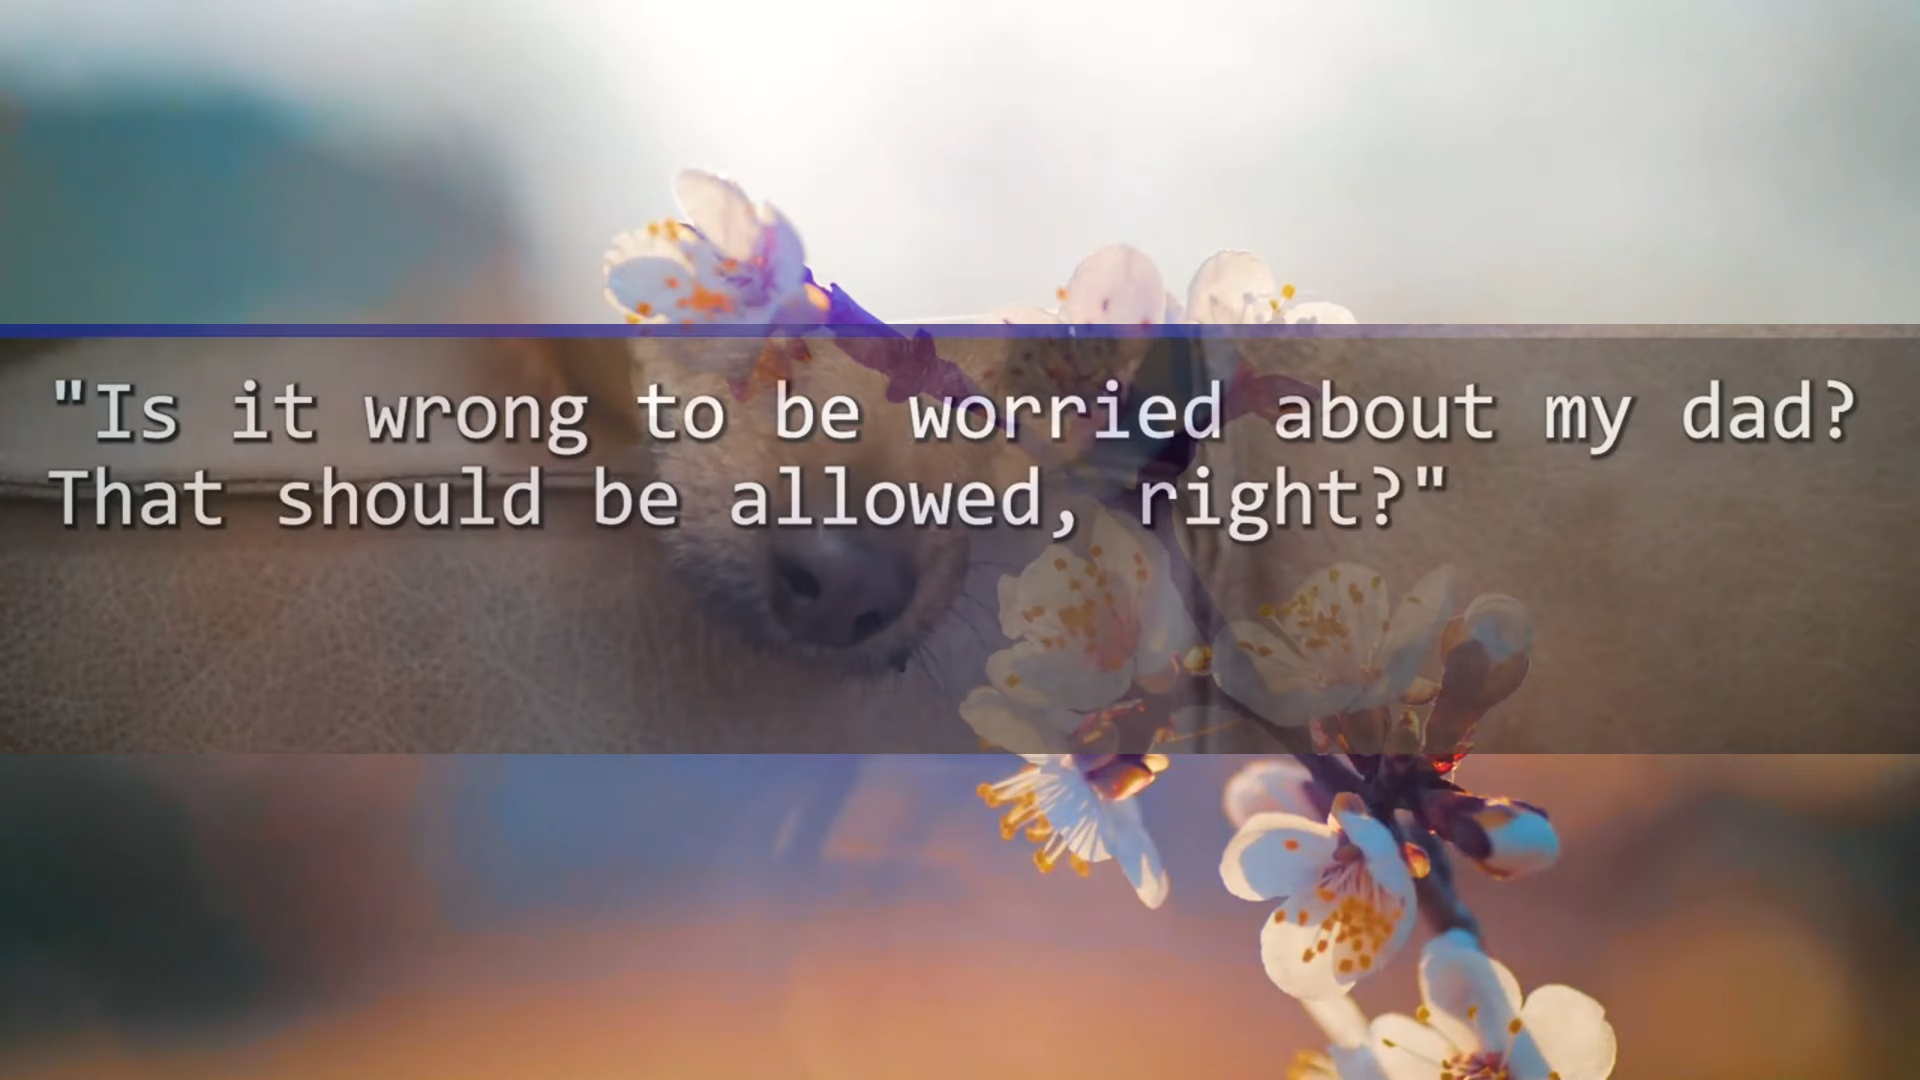 "Is it wrong to be worried about my dad?
That should be allowed, right?"